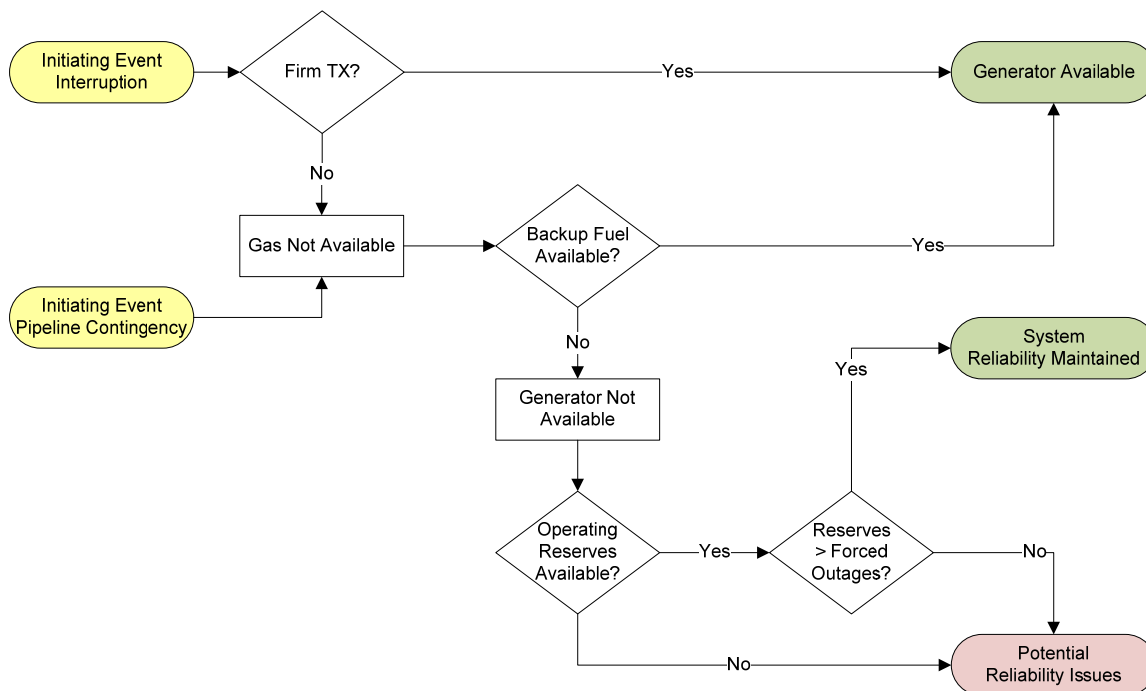 Initiating Event
Interruption
Firm TX?
Yes
Generator Available
No
Gas Not Available
Backup Fuel
Available?
Yes
Initiating Event
Pipeline Contingency
No
System
Reliability Maintained
Yes
Generator Not
Available
Operating
Reserves
Available?
Yes
Reserves
> Forced
Outages?
No
No
Potential
Reliability Issues